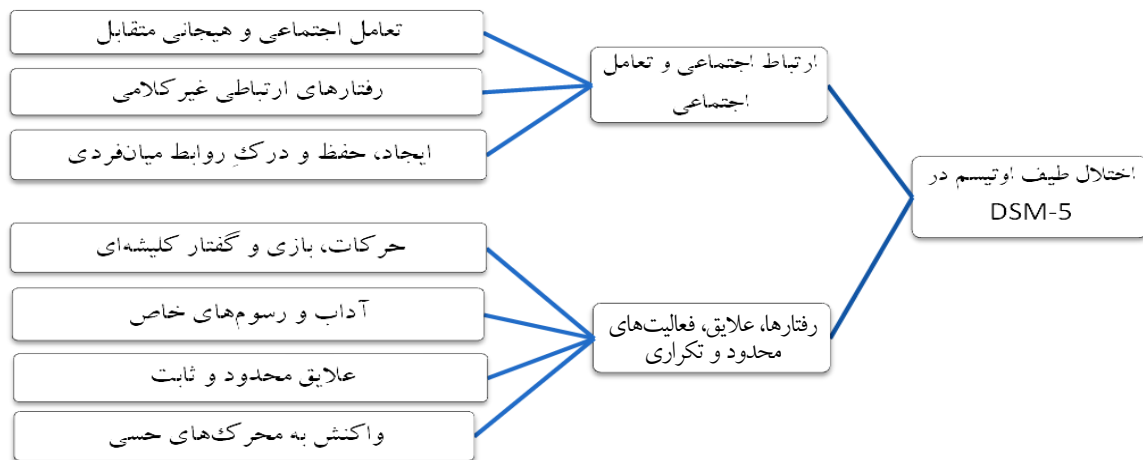 اختلال طیف اوتیسم در
DSM-5
ارتباط اجتماعی و تعامل
اجتماعی
تعامل اجتماعی و هیجانی متقابل
رفتارهای ارتباطی غیرکلامی
ایجاد، حفظ و درکِ روابط میان‌فردی
رفتارها، علایق، فعالیت‌های
محدود و تکراری
حرکات، بازی و گفتار کلیشه‌ای
آداب و رسوم‌های خاص
علایق محدود و ثابت
واکنش به محرک‌های حسی